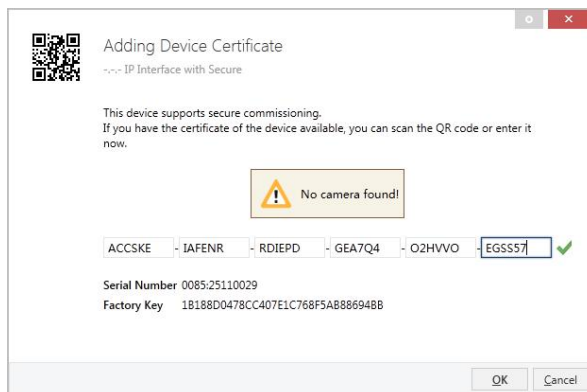 Adding Device Certificate
-.-.- IP Interface with Secure
This device supports secure commissioning.
If you have the certificate of the device available, you can scan the QR code or enter it
now.
No camera found!
ACCSKE - IAFENR - RDIEPD - GEA7Q4 - O2HVVO - EGSS57
Serial Number 0085:25110029
Factory Key 1B188D0478CC407E1C768F5AB88694BB
OK Cancel